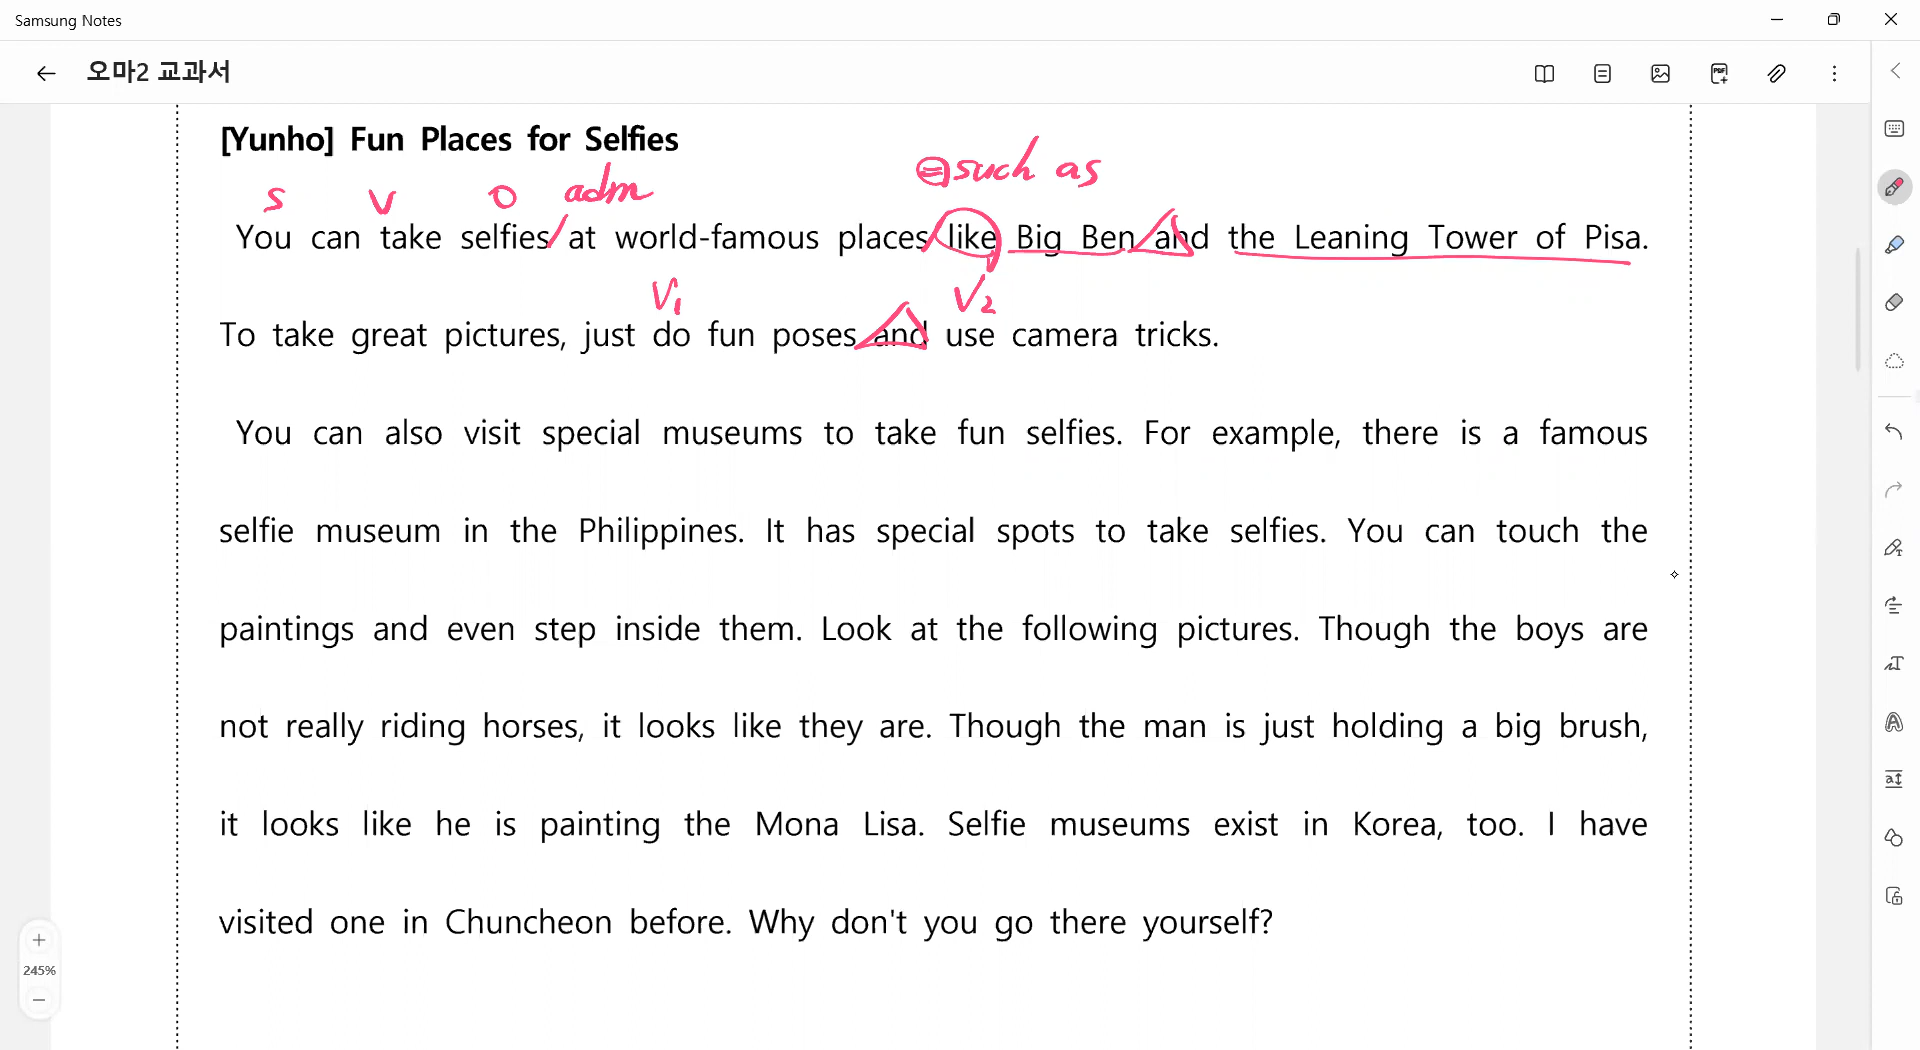 Samsung Notes
오마2 교과서
[Yunho] Fun Places for Selfies
= such as
S V O adm
You can take selfies at world-famous places like Big Ben and the Leaning Tower of Pisa.
V1 V2
To take great pictures, just do fun poses and use camera tricks.
You can also visit special museums to take fun selfies. For example, there is a famous
selfie museum in the Philippines. It has special spots to take selfies. You can touch the
paintings and even step inside them. Look at the following pictures. Though the boys are
not really riding horses, it looks like they are. Though the man is just holding a big brush,
it looks like he is painting the Mona Lisa. Selfie museums exist in Korea, too. I have
visited one in Chuncheon before. Why don't you go there yourself?
245%